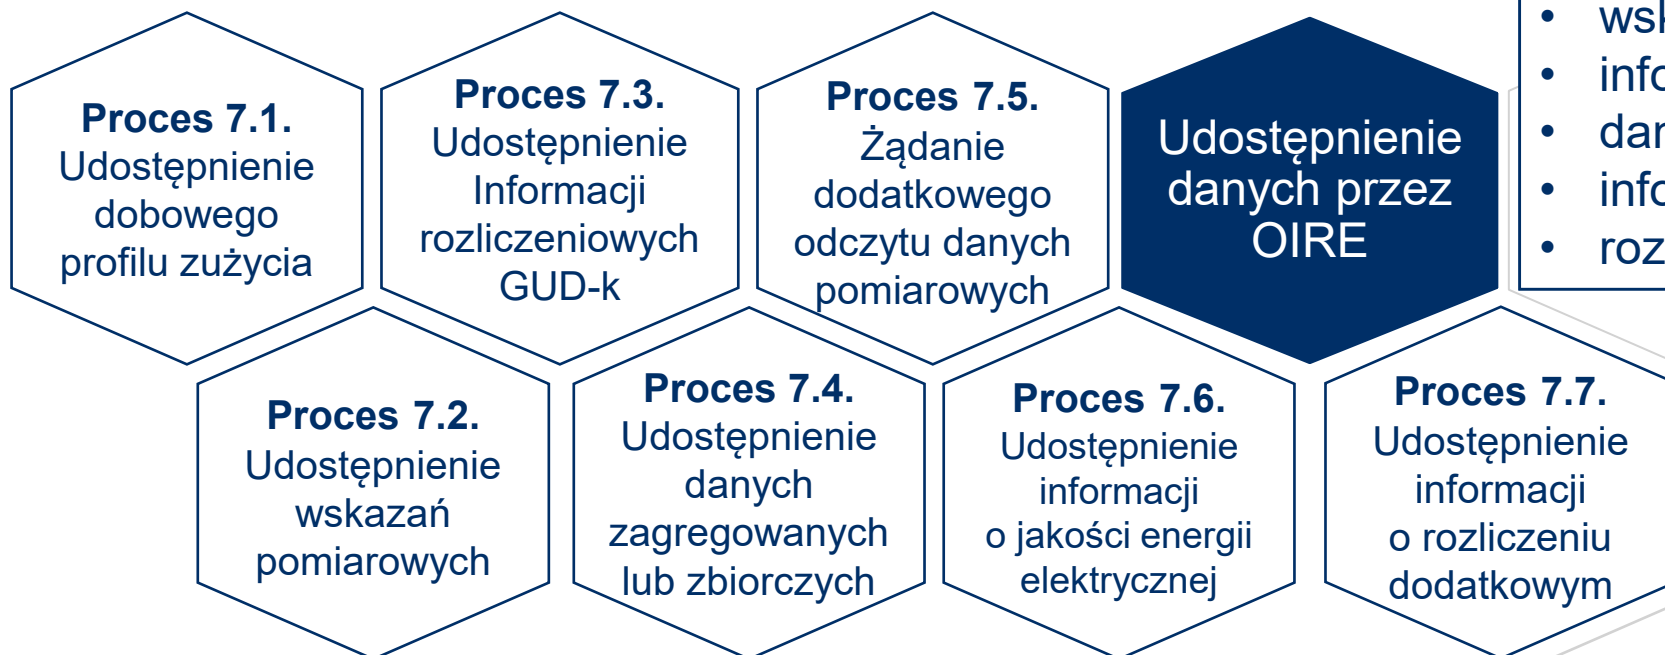 Proces 7.1.
Udostępnienie
dobowego
profilu zużycia
Proces 7.3.
Udostępnienie
Informacji
rozliczeniowych
GUD-k
Proces 7.5.
Żądanie
dodatkowego
odczytu danych
pomiarowych
Udostępnienie
danych przez
OIRE
Proces 7.2.
Udostępnienie
wskazań
pomiarowych
Proces 7.4.
Udostępnienie
danych
zagregowanych
lub zbiorczych
Proces 7.6.
Udostępnienie
informacji
o jakości energii
elektrycznej
Proces 7.7.
Udostępnienie
informacji
o rozliczeniu
dodatkowym